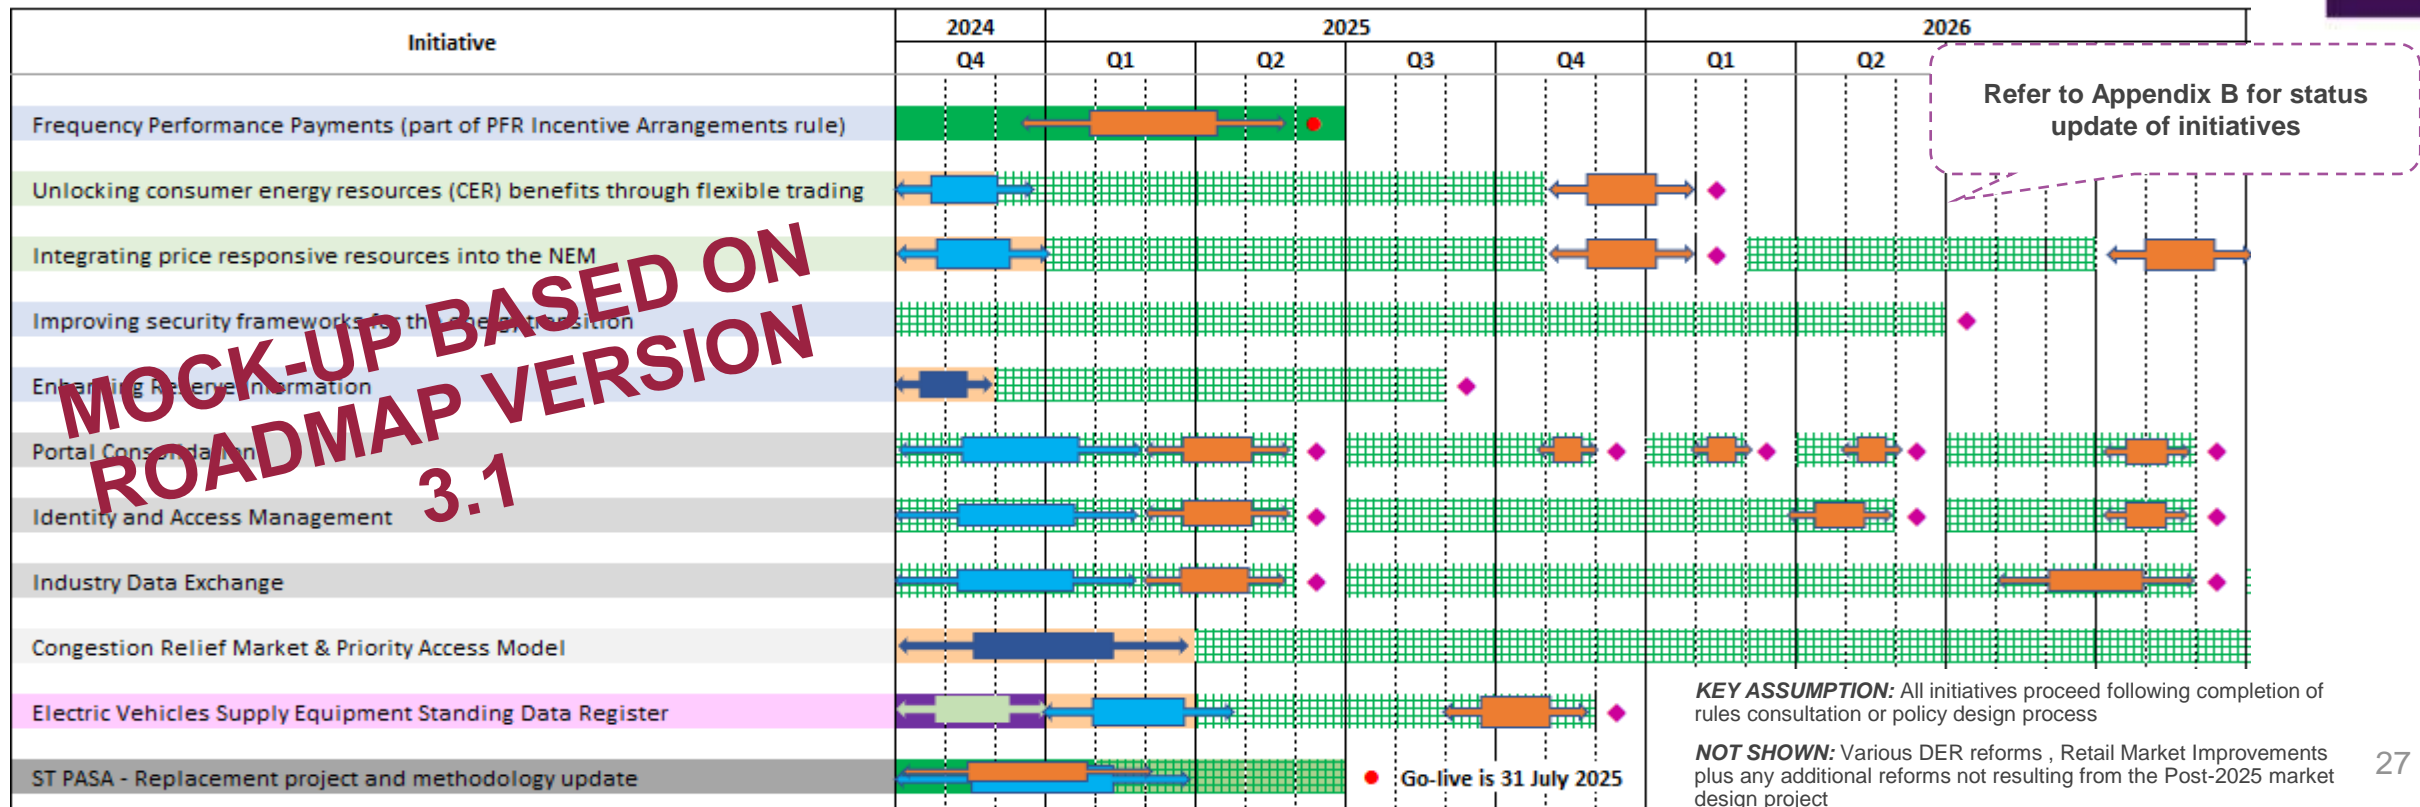 Initiative
2024
2025
2026
Q4
Q1
Q2
Q3
Q4
Q1
Q2
Refer to Appendix B for status
update of initiatives
Frequency Performance Payments (part of PFR Incentive Arrangements rule)
Unlocking consumer energy resources (CER) benefits through flexible trading
Integrating price responsive resources into the NEM
Improving security frameworks for the energy transition
Enhancing Reserve Information
Portal Consolidation
Identity and Access Management
Industry Data Exchange
Congestion Relief Market & Priority Access Model
Electric Vehicles Supply Equipment Standing Data Register
ST PASA - Replacement project and methodology update
MOCK-UP BASED ON
ROADMAP VERSION
3.1
Go-live is 31 July 2025
KEY ASSUMPTION: All initiatives proceed following completion of
rules consultation or policy design process
NOT SHOWN: Various DER reforms , Retail Market Improvements
plus any additional reforms not resulting from the Post-2025 market
design project
27